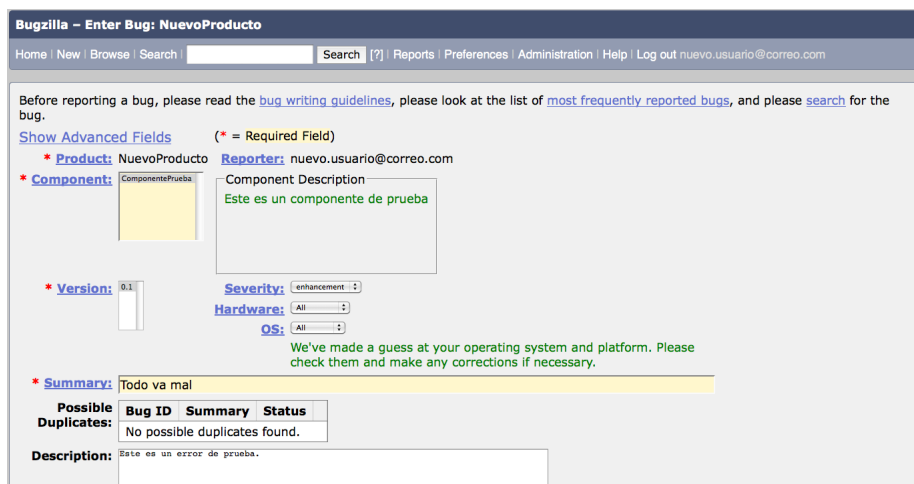 Bugzilla – Enter Bug: NuevoProducto
Home | New | Browse | Search | Search [?] | Reports | Preferences | Administration | Help | Log out nuevo.usuario@correo.com
Before reporting a bug, please read the bug writing guidelines, please look at the list of most frequently reported bugs, and please search for the
bug.
Show Advanced Fields (* = Required Field)
* Product: NuevoProducto Reporter: nuevo.usuario@correo.com
* Component: ComponentePrueba Component Description
Este es un componente de prueba
* Version: 0.1 Severity: enhancement
Hardware: All
OS: All
We've made a guess at your operating system and platform. Please
check them and make any corrections if necessary.
* Summary: Todo va mal
Possible
Duplicates:
Bug ID Summary Status
No possible duplicates found.
Description: Este es un error de prueba.